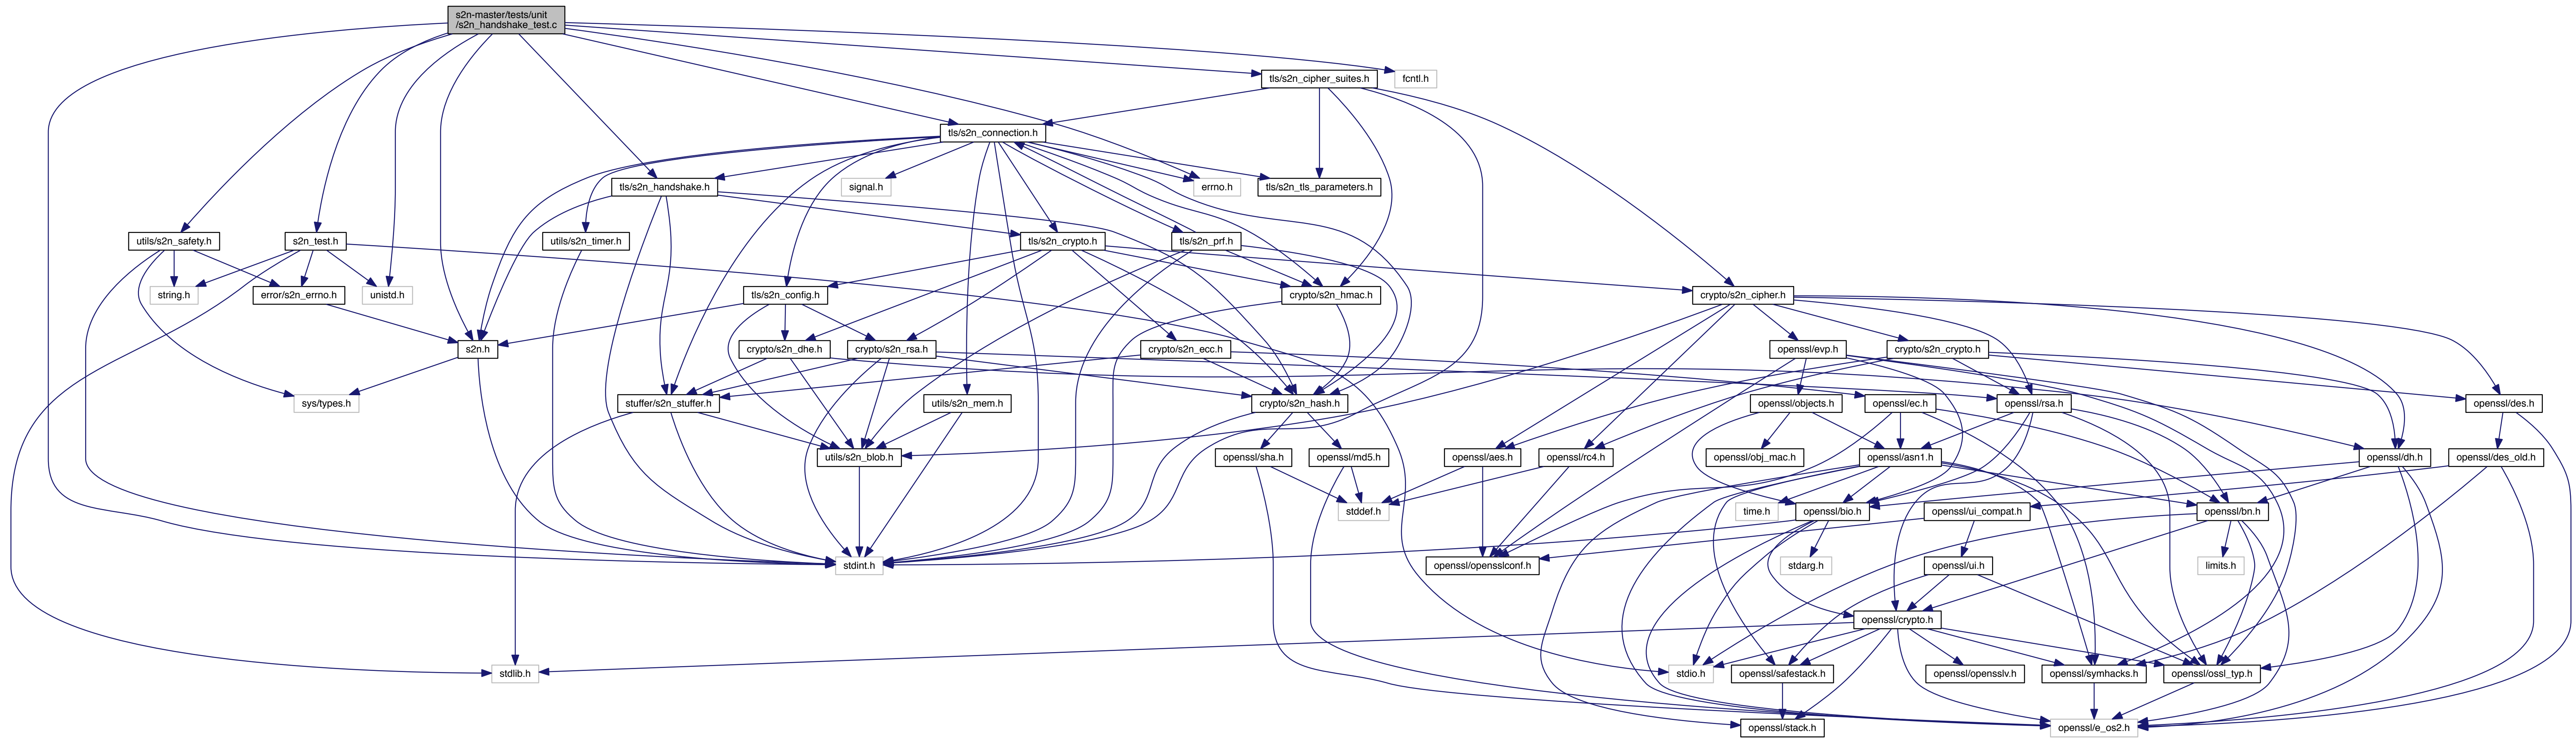 s2n-master/tests/unit
/s2n_handshake_test.c
tls/s2n_cipher_suites.h
fcntl.h
tls/s2n_connection.h
tls/s2n_handshake.h
signal.h
errno.h
tls/s2n_tls_parameters.h
utils/s2n_safety.h
s2n_test.h
utils/s2n_timer.h
tls/s2n_crypto.h
tls/s2n_prf.h
string.h
error/s2n_errno.h
unistd.h
tls/s2n_config.h
crypto/s2n_hmac.h
crypto/s2n_cipher.h
s2n.h
crypto/s2n_dhe.h
crypto/s2n_rsa.h
crypto/s2n_ecc.h
openssl/evp.h
crypto/s2n_crypto.h
sys/types.h
stuffer/s2n_stuffer.h
utils/s2n_mem.h
crypto/s2n_hash.h
openssl/objects.h
openssl/ec.h
openssl/rsa.h
openssl/des.h
utils/s2n_blob.h
openssl/sha.h
openssl/md5.h
openssl/aes.h
openssl/rc4.h
openssl/obj_mac.h
openssl/asn1.h
openssl/dh.h
openssl/des_old.h
stddef.h
time.h
openssl/bio.h
openssl/ui_compat.h
openssl/bn.h
stdint.h
openssl/opensslconf.h
stdarg.h
openssl/ui.h
limits.h
openssl/crypto.h
stdlib.h
stdio.h
openssl/safestack.h
openssl/opensslv.h
openssl/symhacks.h
openssl/ossl_typ.h
openssl/stack.h
openssl/e_os2.h